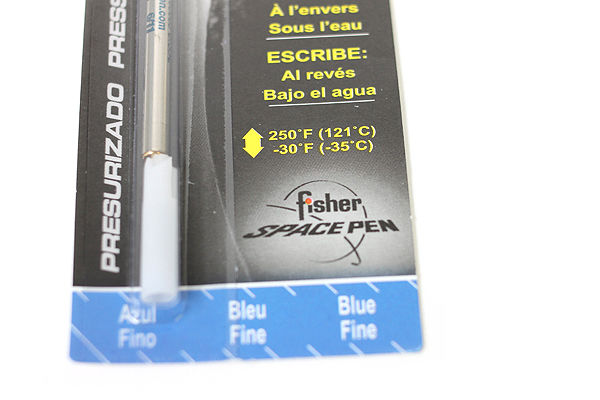 À l'envers
Sous l'eau
ESCRIBE:
Al revés
Bajo el agua
250°F (121°C)
-30°F (-35°C)
fisher
SPACE PEN
PRESURIZADO
Azul
Fino
Bleu
Fine
Blue
Fine